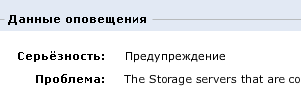 Данные оповещения
Серьёзность: Предупреждение
Проблема: The Storage servers that are co